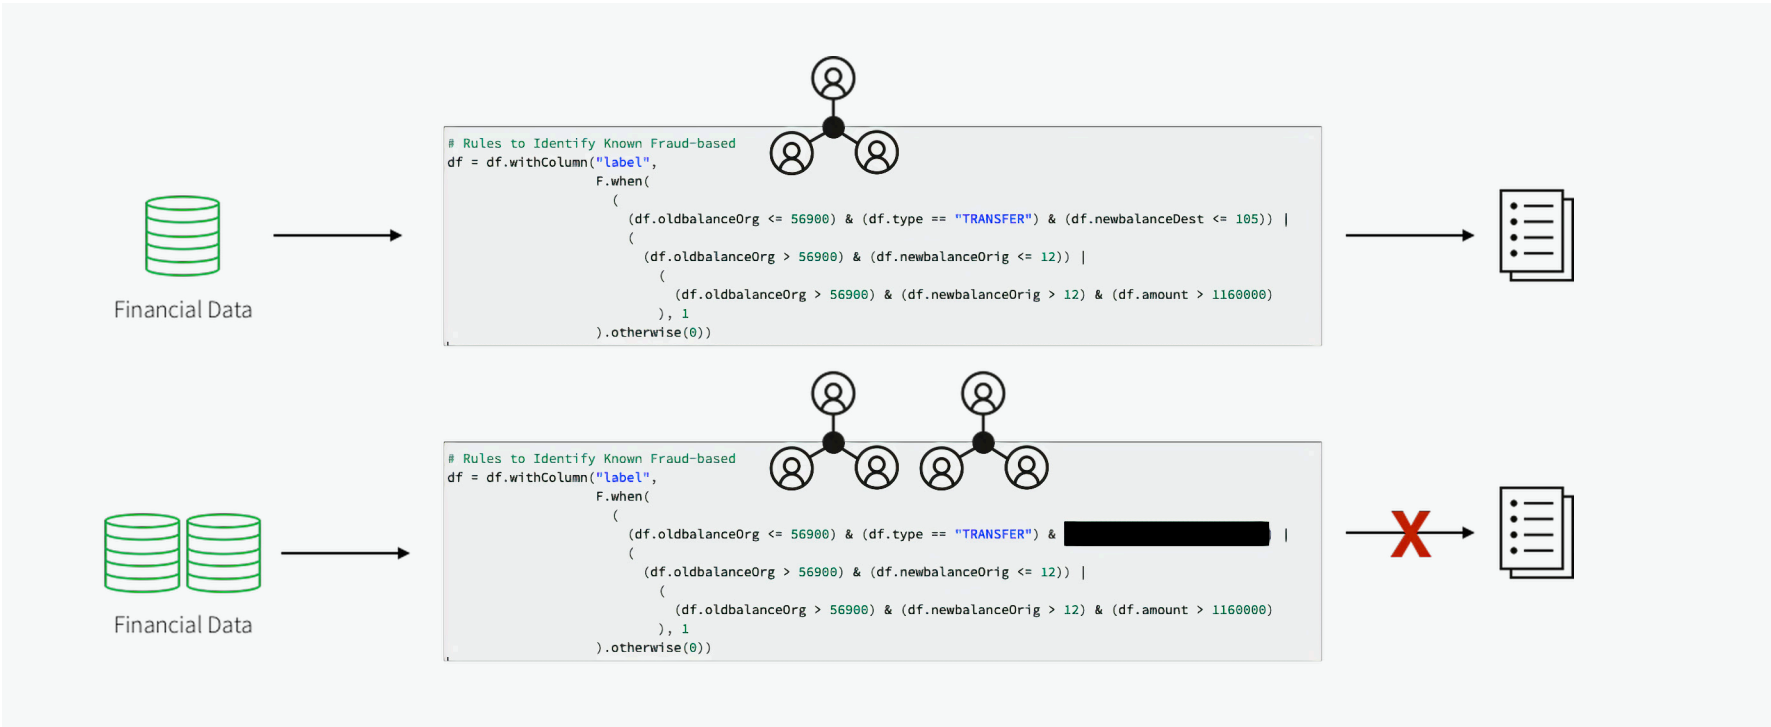 # Rules to Identify Known Fraud-based
df = df.withColumn("label",
F.when(
(
(df.oldbalanceOrg <= 56900) & (df.type == "TRANSFER") & (df.newbalanceDest <= 105)) |
(
(df.oldbalanceOrg > 56900) & (df.newbalanceOrig <= 12)) |
(
(df.oldbalanceOrg > 56900) & (df.newbalanceOrig > 12) & (df.amount > 1160000)
), 1
).otherwise(0))
Financial Data
# Rules to Identify Known Fraud-based
df = df.withColumn("label",
F.when(
(
(df.oldbalanceOrg <= 56900) & (df.type == "TRANSFER") & ) |
(
(df.oldbalanceOrg > 56900) & (df.newbalanceOrig <= 12)) |
(
(df.oldbalanceOrg > 56900) & (df.newbalanceOrig > 12) & (df.amount > 1160000)
), 1
).otherwise(0))
Financial Data